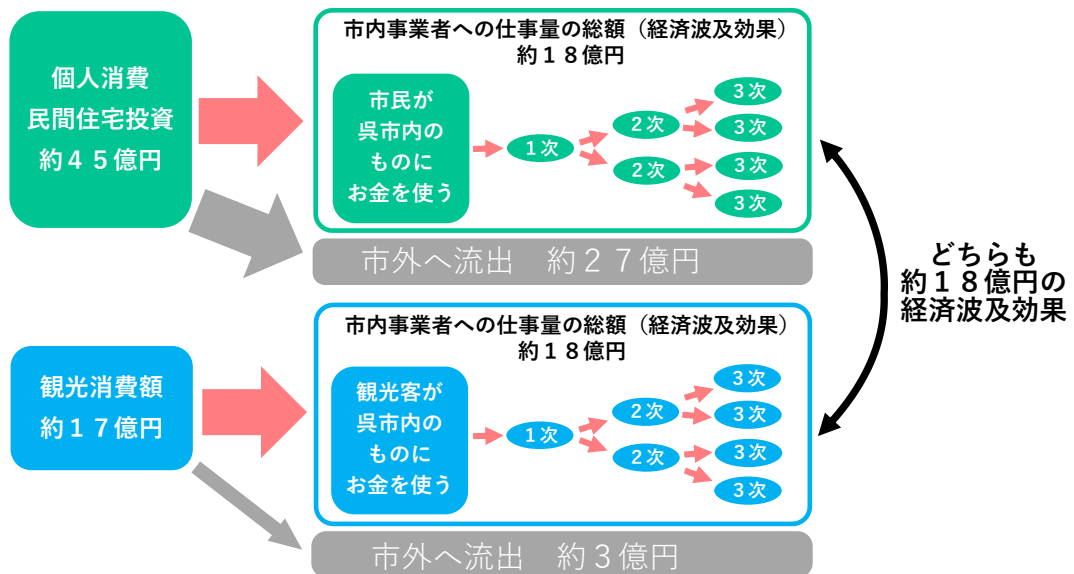 個人消費
民間住宅投資
約４５億円
市内事業者への仕事量の総額（経済波及効果）
約１８億円
市民が
呉市内の
ものに
お金を使う
１次
２次
２次
３次
３次
３次
３次
市外へ流出　約２７億円
どちらも
約１８億円の
経済波及効果
観光消費額
約１７億円
市内事業者への仕事量の総額（経済波及効果）
約１８億円
観光客が
呉市内の
ものに
お金を使う
１次
２次
２次
３次
３次
３次
３次
市外へ流出　約３億円